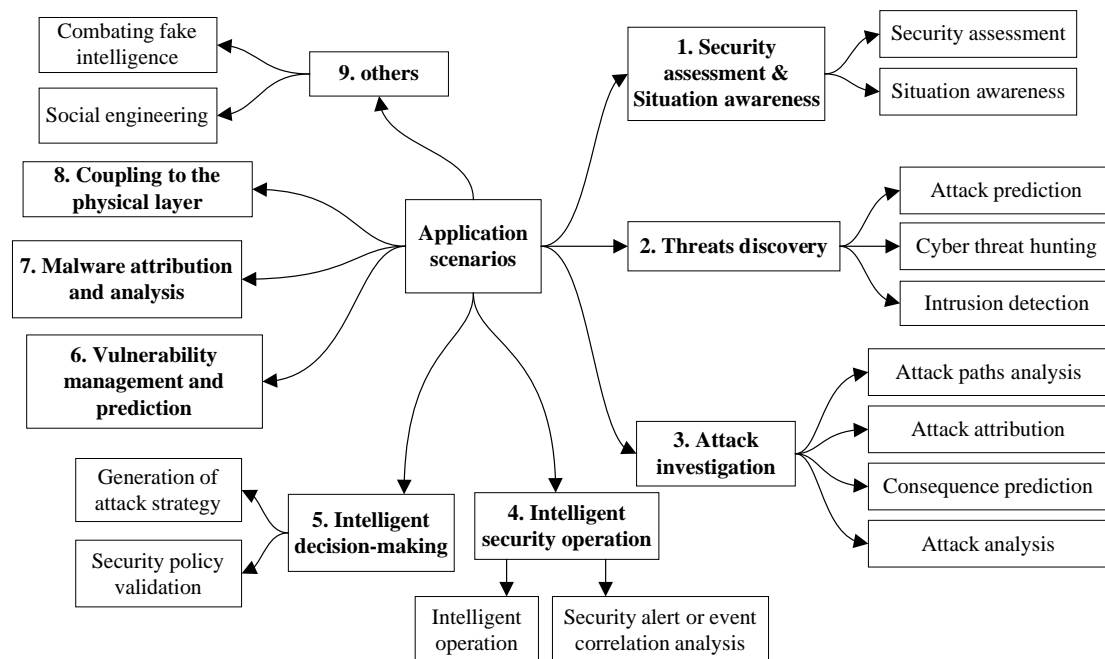 Application
scenarios
1. Security
assessment &
Situation awareness
Security assessment
Situation awareness
2. Threats discovery
Attack prediction
Cyber threat hunting
Intrusion detection
3. Attack
investigation
Attack paths analysis
Attack attribution
Consequence prediction
Attack analysis
4. Intelligent
security operation
Intelligent
operation
Security alert or event
correlation analysis
5. Intelligent
decision-making
Generation of
attack strategy
Security policy
validation
6. Vulnerability
management and
prediction
7. Malware attribution
and analysis
8. Coupling to the
physical layer
9. others
Combating fake
intelligence
Social engineering